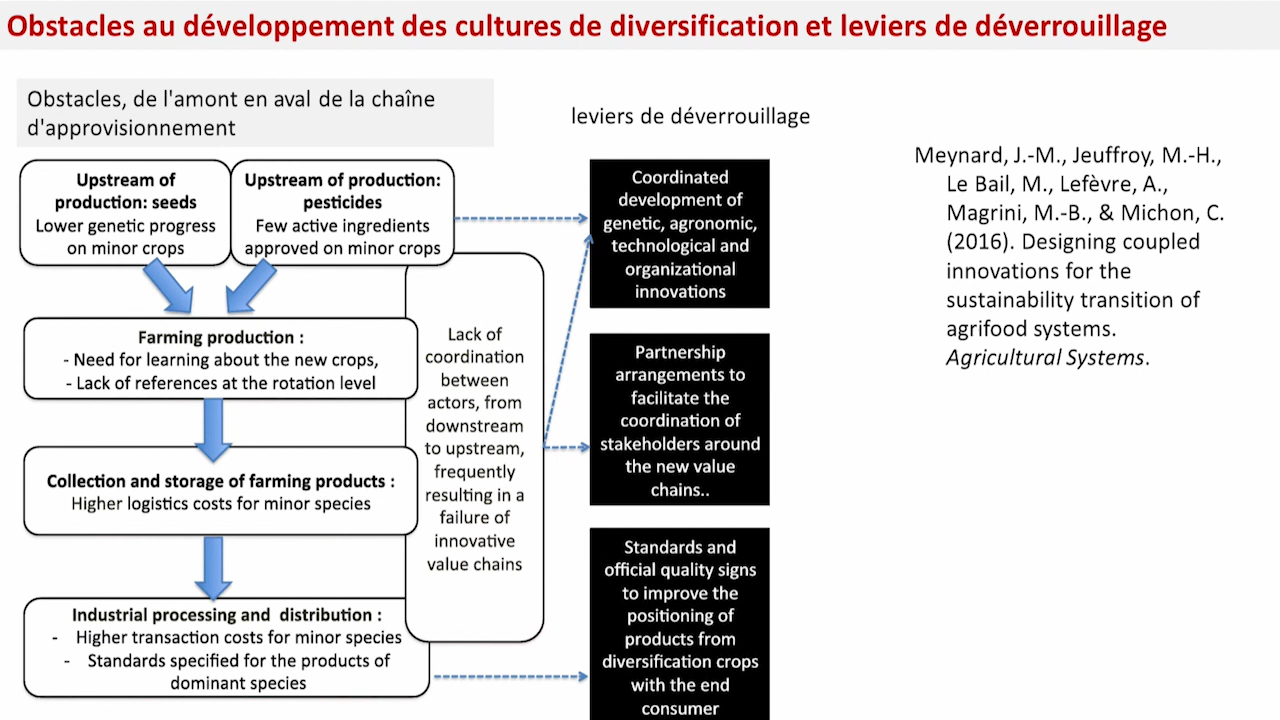 Obstacles au développement des cultures de diversification et leviers de déverrouillage
Obstacles, de l'amont en aval de la chaîne
d'approvisionnement
Upstream of
production: seeds
Lower genetic progress
on minor crops
Upstream of production:
pesticides
Few active ingredients
approved on minor crops
Farming production :
- Need for learning about the new crops,
- Lack of references at the rotation level
Collection and storage of farming products :
Higher logistics costs for minor species
Industrial processing and distribution :
- Higher transaction costs for minor species
- Standards specified for the products of
dominant species
Lack of
coordination
between
actors, from
downstream
to upstream,
frequently
resulting in a
failure of
innovative
value chains
leviers de déverrouillage
Coordinated
development of
genetic, agronomic,
technological and
organizational
innovations
Partnership
arrangements to
facilitate the
coordination of
stakeholders around
the new value
chains..
Standards and
official quality signs
to improve the
positioning of
products from
diversification crops
with the end
consumer
Meynard, J.-M., Jeuffroy, M.-H.,
Le Bail, M., Lefèvre, A.,
Magrini, M.-B., & Michon, C.
(2016). Designing coupled
innovations for the
sustainability transition of
agrifood systems.
Agricultural Systems.